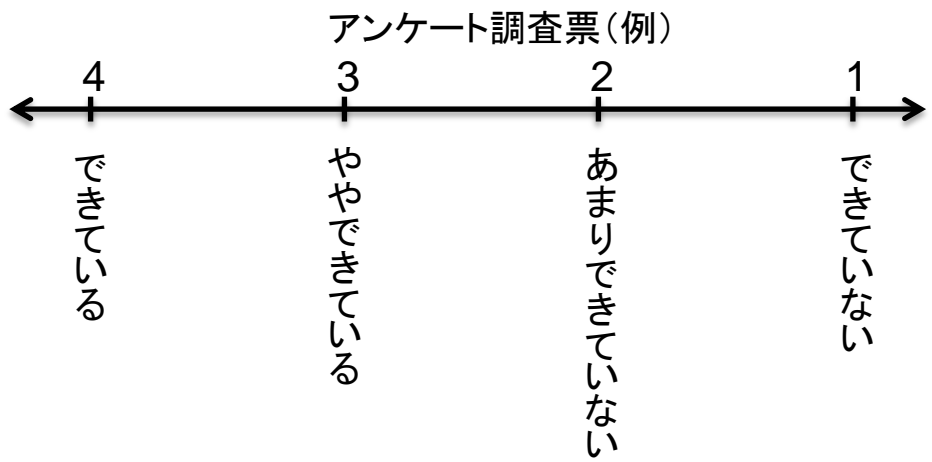 アンケート調査票（例）
4 3 2 1
できている
ややできている
あまりできていない
できていない